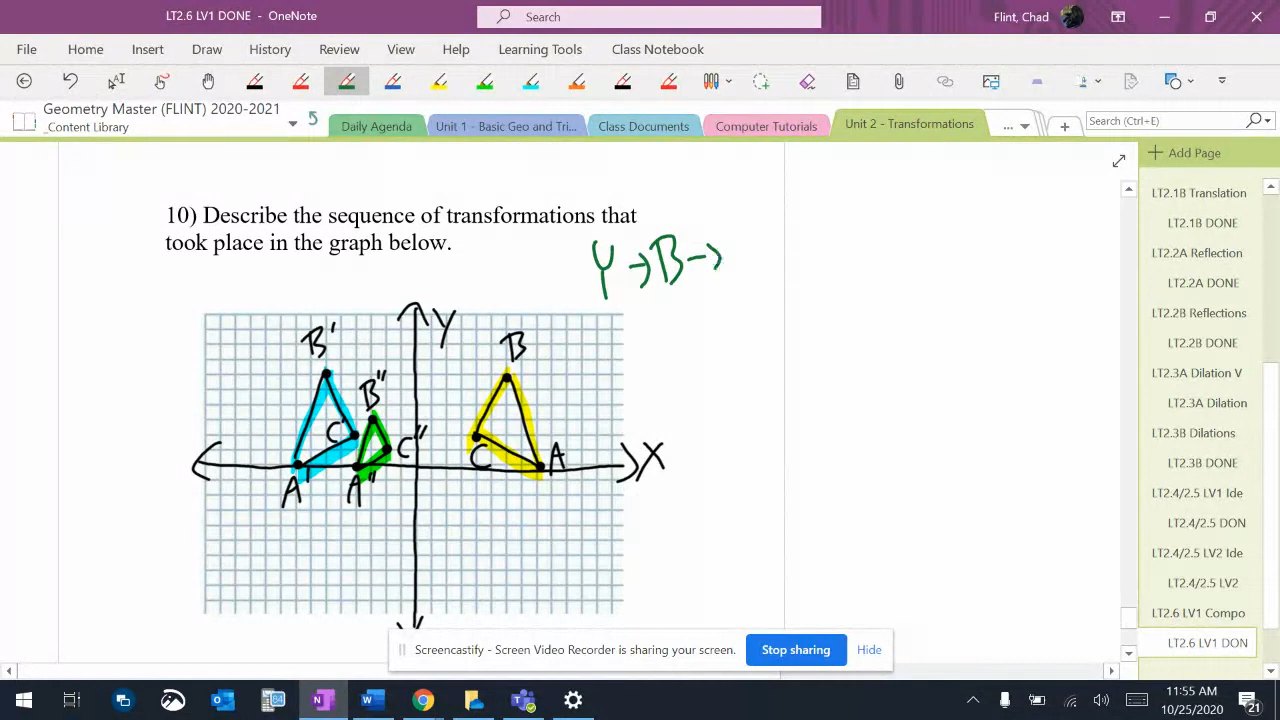 LT2.6 LV1 DONE - OneNote
Search
Flint, Chad
File Home Insert Draw History Review View Help Learning Tools Class Notebook
Geometry Master (FLINT) 2020-2021
_Content Library
Daily Agenda
Unit 1 - Basic Geo and Tri...
Class Documents
Computer Tutorials
Unit 2 - Transformations
...
Search (Ctrl+E)
Add Page
LT2.1B Translation
LT2.1B DONE
LT2.2A Reflection
LT2.2A DONE
LT2.2B Reflections
LT2.3A Dilation V
LT2.3A Dilation
LT2.3B Dilations
LT2.3B DONE
LT2.4/2.5 LV1 Ide
LT2.4/2.5 DON
LT2.4/2.5 LV2 Ide
LT2.4/2.5 LV2
LT2.6 LV1 Compo
LT2.6 LV1 DON
10) Describe the sequence of transformations that
took place in the graph below.
Y → B →
Y
B'
B
B"
C'
C"
C
A
X
A'
A"
Screencastify - Screen Video Recorder is sharing your screen.
Stop sharing
Hide
11:55 AM
10/25/2020
21